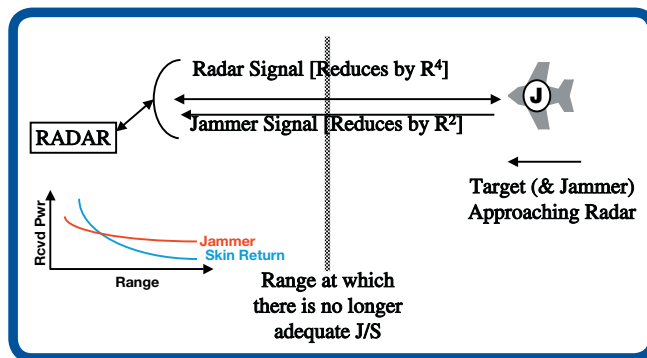 Radar Signal [Reduces by R⁴]
J
Jammer Signal [Reduces by R²]
RADAR
Target (& Jammer)
Approaching Radar
Rcvd Pwr
Jammer
Skin Return
Range
Range at which
there is no longer
adequate J/S